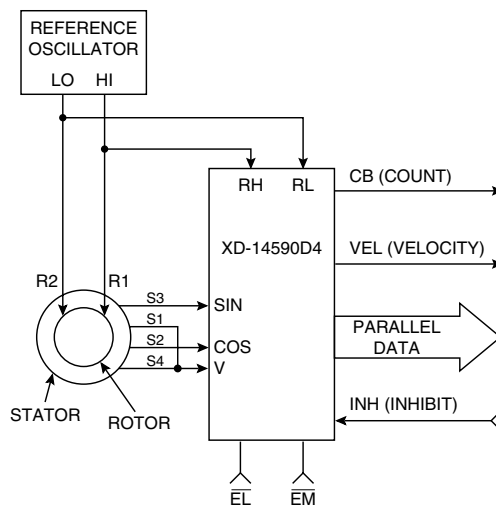 REFERENCE
OSCILLATOR
LO HI
RH RL
CB (COUNT)
XD-14590D4
VEL (VELOCITY)
R2 R1
S3
SIN
S1
S2
COS
S4
V
PARALLEL
DATA
STATOR
ROTOR
INH (INHIBIT)
EL EM